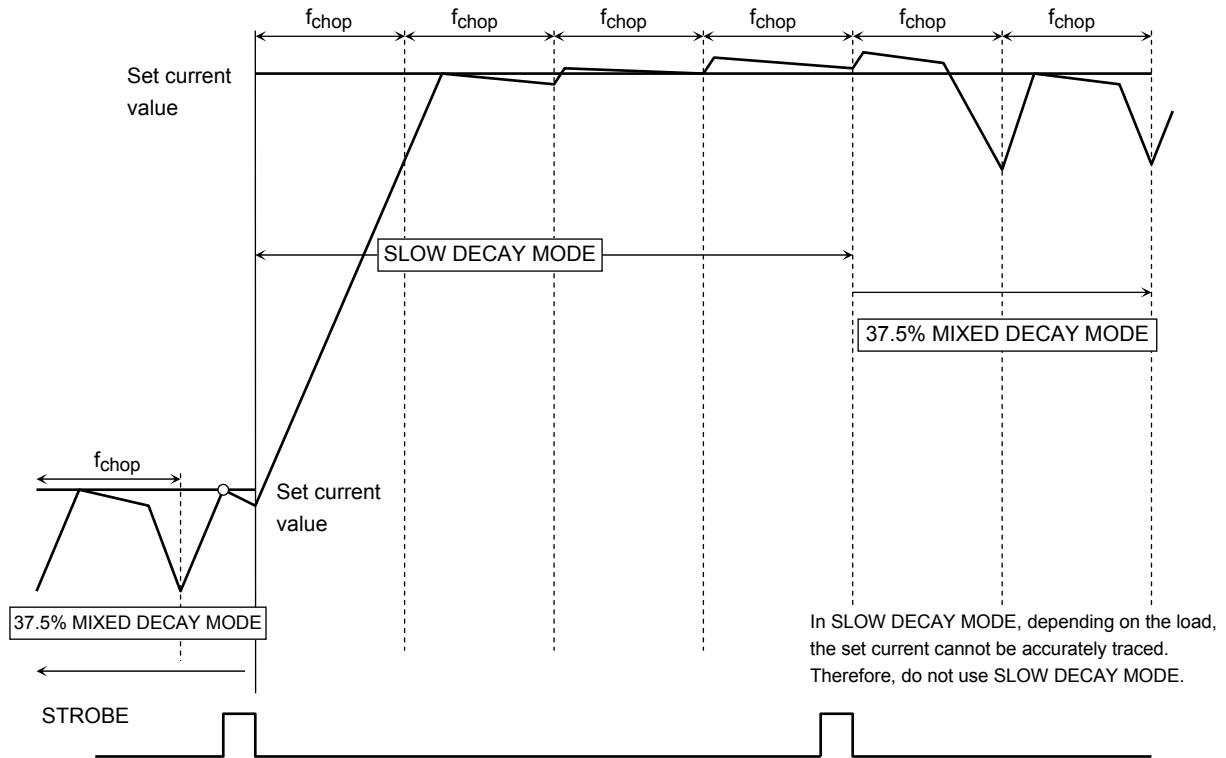 fchop fchop fchop fchop fchop fchop
Set current
value
SLOW DECAY MODE
37.5% MIXED DECAY MODE
fchop
Set current
value
37.5% MIXED DECAY MODE
In SLOW DECAY MODE, depending on the load,
the set current cannot be accurately traced.
Therefore, do not use SLOW DECAY MODE.
STROBE